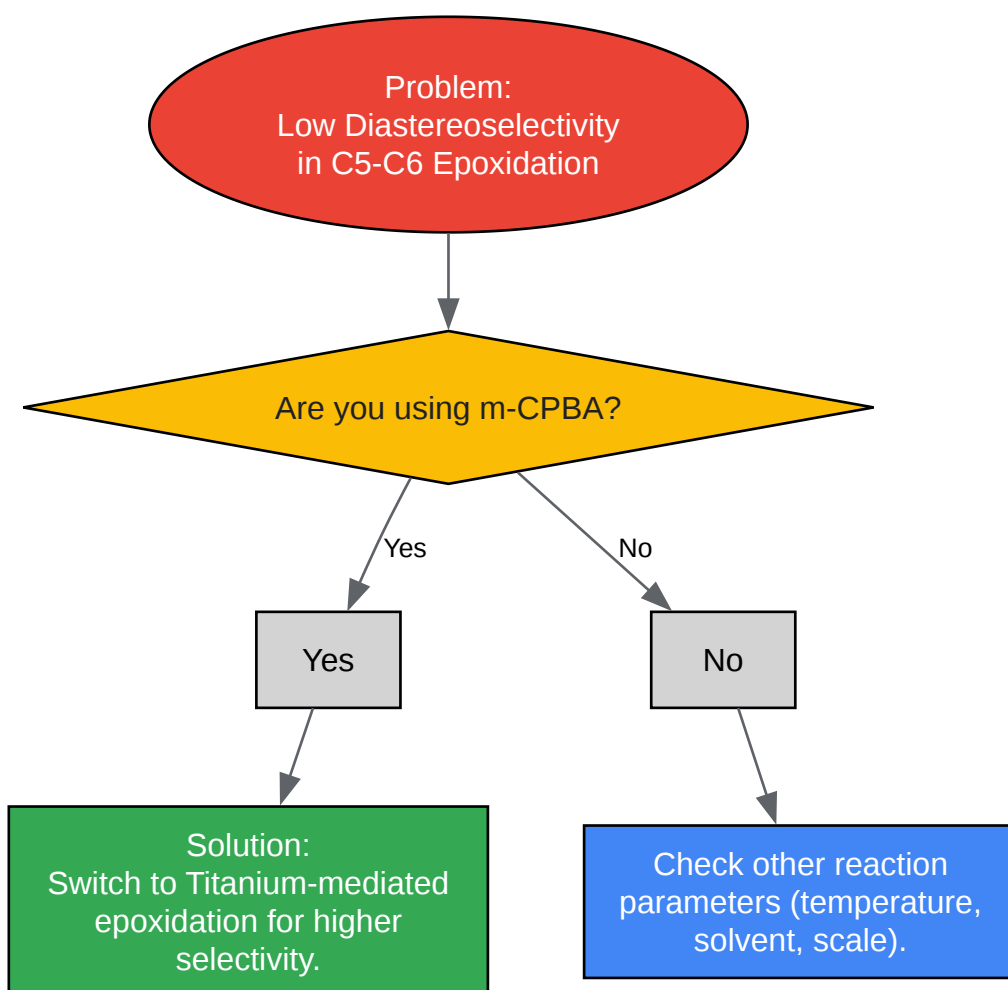 Problem:
Low Diastereoselectivity
in C5-C6 Epoxidation
Are you using m-CPBA?
Yes
No
Yes
No
Solution:
Switch to Titanium-mediated
epoxidation for higher
selectivity.
Check other reaction
parameters (temperature,
solvent, scale).